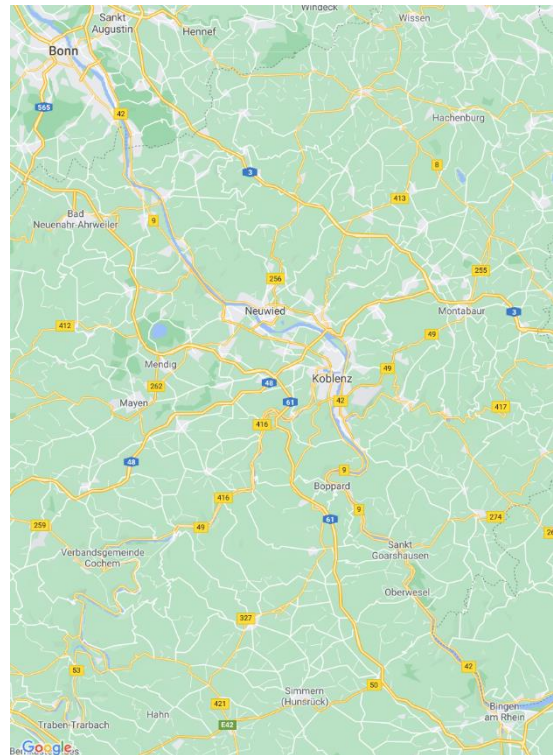 Windeck
Sankt
Augustin
Wissen
Hennef
Bonn
565
42
Hachenburg
8
3
413
Bad
Neuenahr-Ahrweiler
9
255
256
Neuwied
Montabaur
3
412
49
Mendig
49
48
Koblenz
262
Mayen
61
42
417
416
48
9
Boppard
416
9
61
274
259
49
Sankt
Goarshausen
Verbandsgemeinde
Cochem
Oberwesel
327
42
53
50
Simmern
(Hunsrück)
421
Bingen
am Rhein
Hahn
Traben-Trarbach
E42
Google